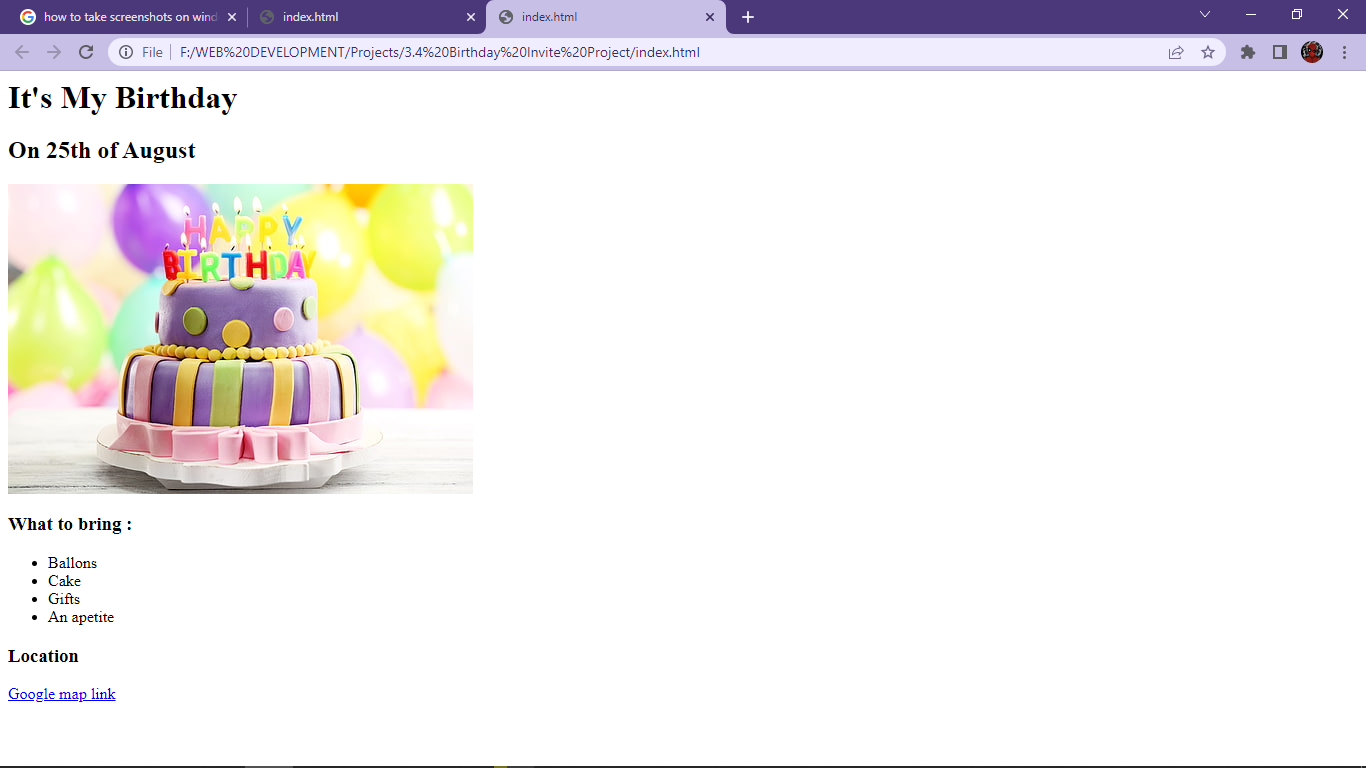 how to take screenshots on wind
index.html
index.html
File
F:/WEB%20DEVELOPMENT/Projects/3.4%20Birthday%20Invite%20Project/index.html
It's My Birthday
On 25th of August
HAPPY
BIRTHDAY
What to bring :
Ballons
Cake
Gifts
An apetite
Location
Google map link